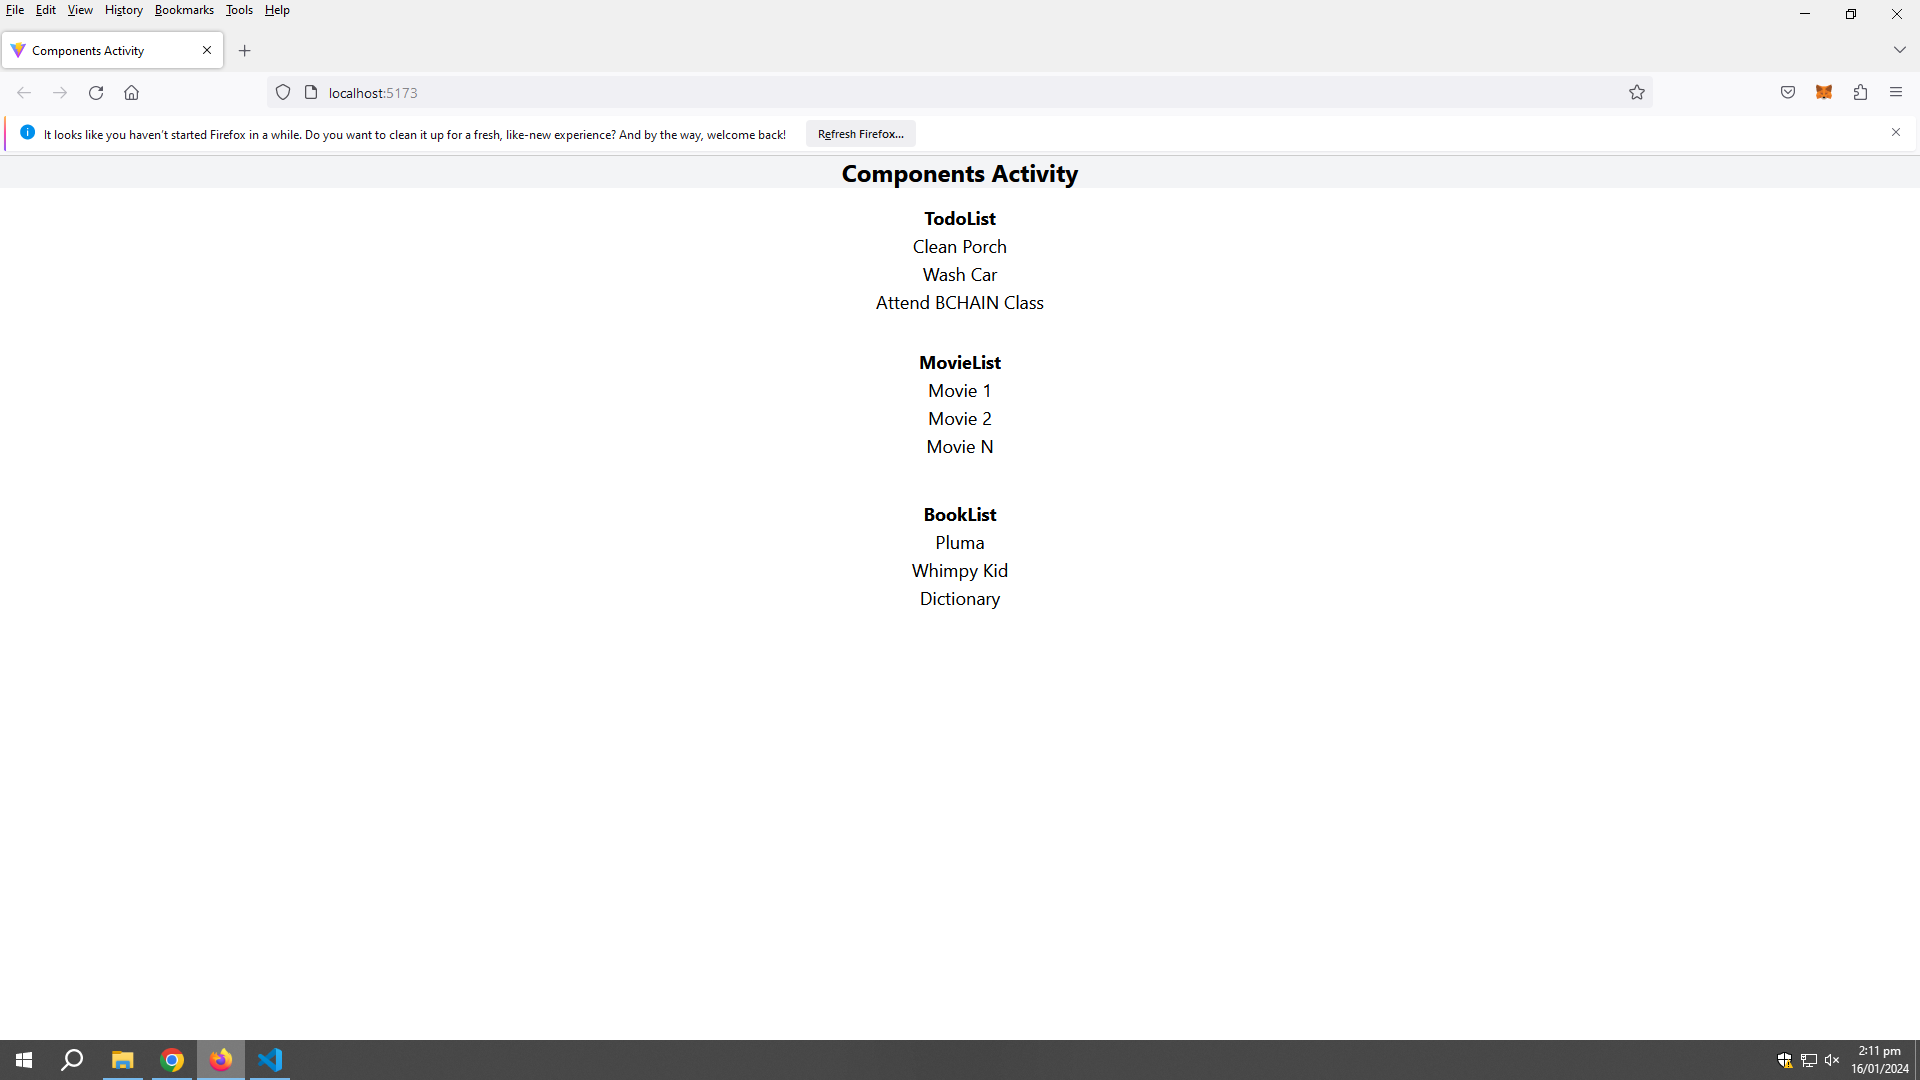 File Edit View History Bookmarks Tools Help
Components Activity
localhost:5173
It looks like you haven't started Firefox in a while. Do you want to clean it up for a fresh, like-new experience? And by the way, welcome back! Refresh Firefox...
Components Activity
TodoList
Clean Porch
Wash Car
Attend BCHAIN Class
MovieList
Movie 1
Movie 2
Movie N
BookList
Pluma
Whimpy Kid
Dictionary
2:11 pm
16/01/2024